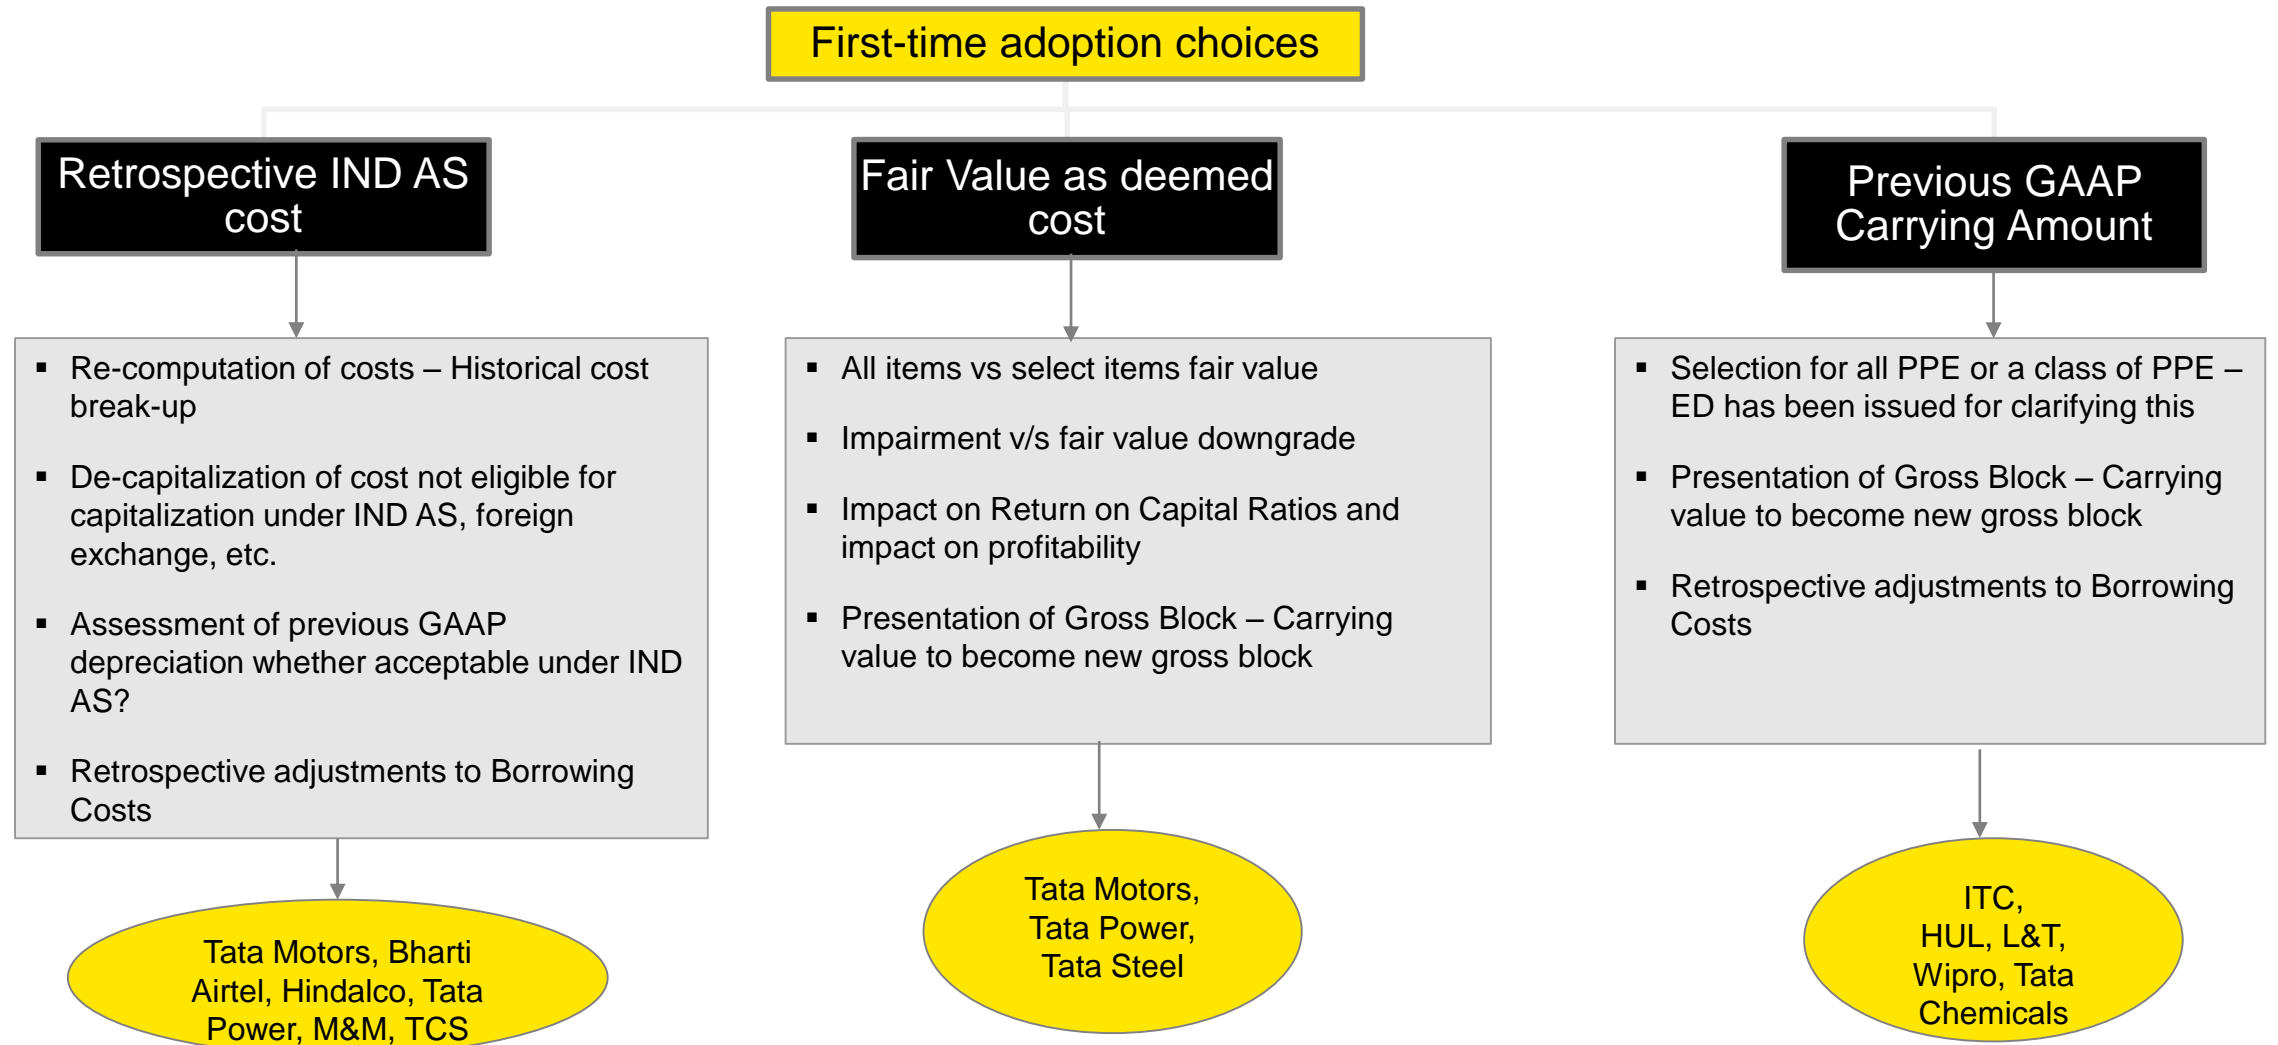 First-time adoption choices
Retrospective IND AS
cost
Fair Value as deemed
cost
Previous GAAP
Carrying Amount
▪ Re-computation of costs – Historical cost
break-up
▪ De-capitalization of cost not eligible for
capitalization under IND AS, foreign
exchange, etc.
▪ Assessment of previous GAAP
depreciation whether acceptable under IND
AS?
▪ Retrospective adjustments to Borrowing
Costs
▪ All items vs select items fair value
▪ Impairment v/s fair value downgrade
▪ Impact on Return on Capital Ratios and
impact on profitability
▪ Presentation of Gross Block – Carrying
value to become new gross block
▪ Selection for all PPE or a class of PPE –
ED has been issued for clarifying this
▪ Presentation of Gross Block – Carrying
value to become new gross block
▪ Retrospective adjustments to Borrowing
Costs
Tata Motors, Bharti
Airtel, Hindalco, Tata
Power, M&M, TCS
Tata Motors,
Tata Power,
Tata Steel
ITC,
HUL, L&T,
Wipro, Tata
Chemicals